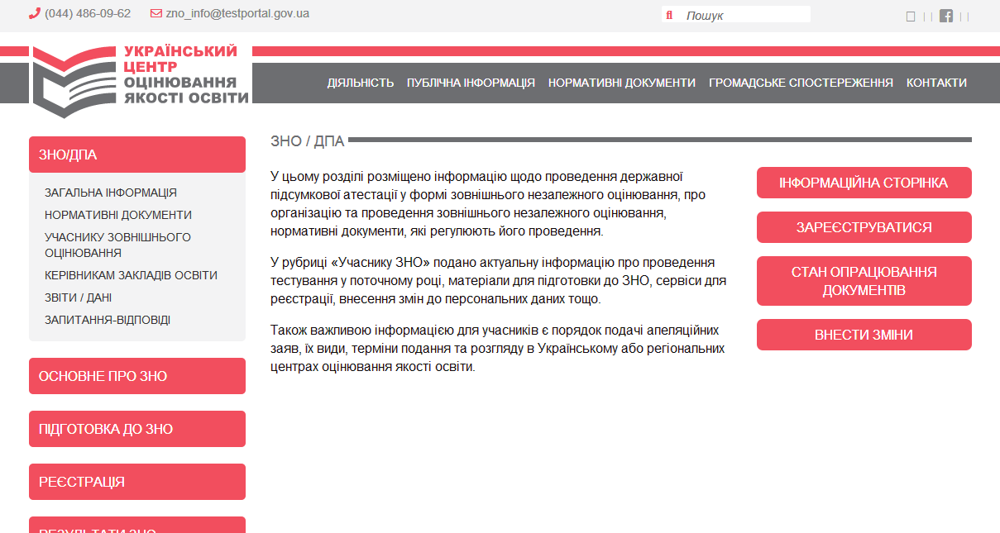 (044) 486-09-62 zno_info@testportal.gov.ua Пошук
УКРАЇНСЬКИЙ
ЦЕНТР
ОЦІНЮВАННЯ
ЯКОСТІ ОСВІТИ
ДІЯЛЬНІСТЬ ПУБЛІЧНА ІНФОРМАЦІЯ НОРМАТИВНІ ДОКУМЕНТИ ГРОМАДСЬКЕ СПОСТЕРЕЖЕННЯ КОНТАКТИ
ЗНО/ДПА
ЗАГАЛЬНА ІНФОРМАЦІЯ
НОРМАТИВНІ ДОКУМЕНТИ
УЧАСНИКУ ЗОВНІШНЬОГО
ОЦІНЮВАННЯ
КЕРІВНИКАМ ЗАКЛАДІВ ОСВІТИ
ЗВІТИ / ДАНІ
ЗАПИТАННЯ-ВІДПОВІДІ
ОСНОВНЕ ПРО ЗНО
ПІДГОТОВКА ДО ЗНО
РЕЄСТРАЦІЯ
РЕЗУЛЬТАТИ ЗНО
ЗНО / ДПА
У цьому розділі розміщено інформацію щодо проведення державної
підсумкової атестації у формі зовнішнього незалежного оцінювання, про
організацію та проведення зовнішнього незалежного оцінювання,
нормативні документи, які регулюють його проведення.
У рубриці «Учаснику ЗНО» подано актуальну інформацію про проведення
тестування у поточному році, матеріали для підготовки до ЗНО, сервіси для
реєстрації, внесення змін до персональних даних тощо.
Також важливою інформацією для учасників є порядок подачі апеляційних
заяв, їх види, терміни подання та розгляду в Українському або регіональних
центрах оцінювання якості освіти.
ІНФОРМАЦІЙНА СТОРІНКА
ЗАРЕЄСТРУВАТИСЯ
СТАН ОПРАЦЮВАННЯ
ДОКУМЕНТІВ
ВНЕСТИ ЗМІНИ